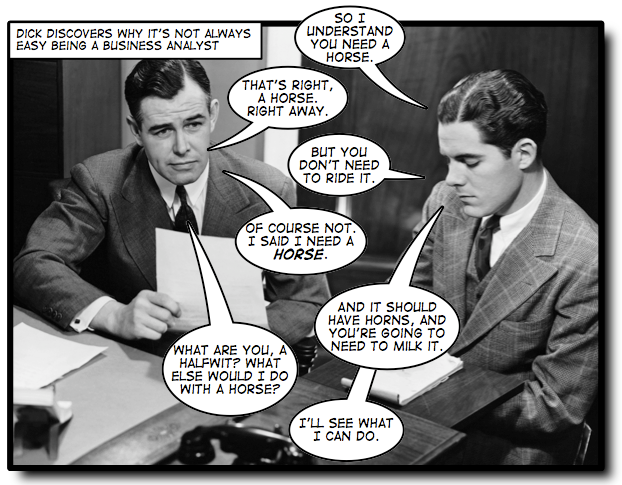 DICK DISCOVERS WHY IT'S NOT ALWAYS
EASY BEING A BUSINESS ANALYST
SO I
UNDERSTAND
YOU NEED A
HORSE.
THAT'S RIGHT,
A HORSE.
RIGHT AWAY.
BUT YOU
DON'T NEED
TO RIDE IT.
OF COURSE NOT.
I SAID I NEED A
HORSE.
AND IT SHOULD
HAVE HORNS, AND
YOU'RE GOING TO
NEED TO MILK IT.
WHAT ARE YOU, A
HALFWIT? WHAT
ELSE WOULD I DO
WITH A HORSE?
I'LL SEE WHAT
I CAN DO.